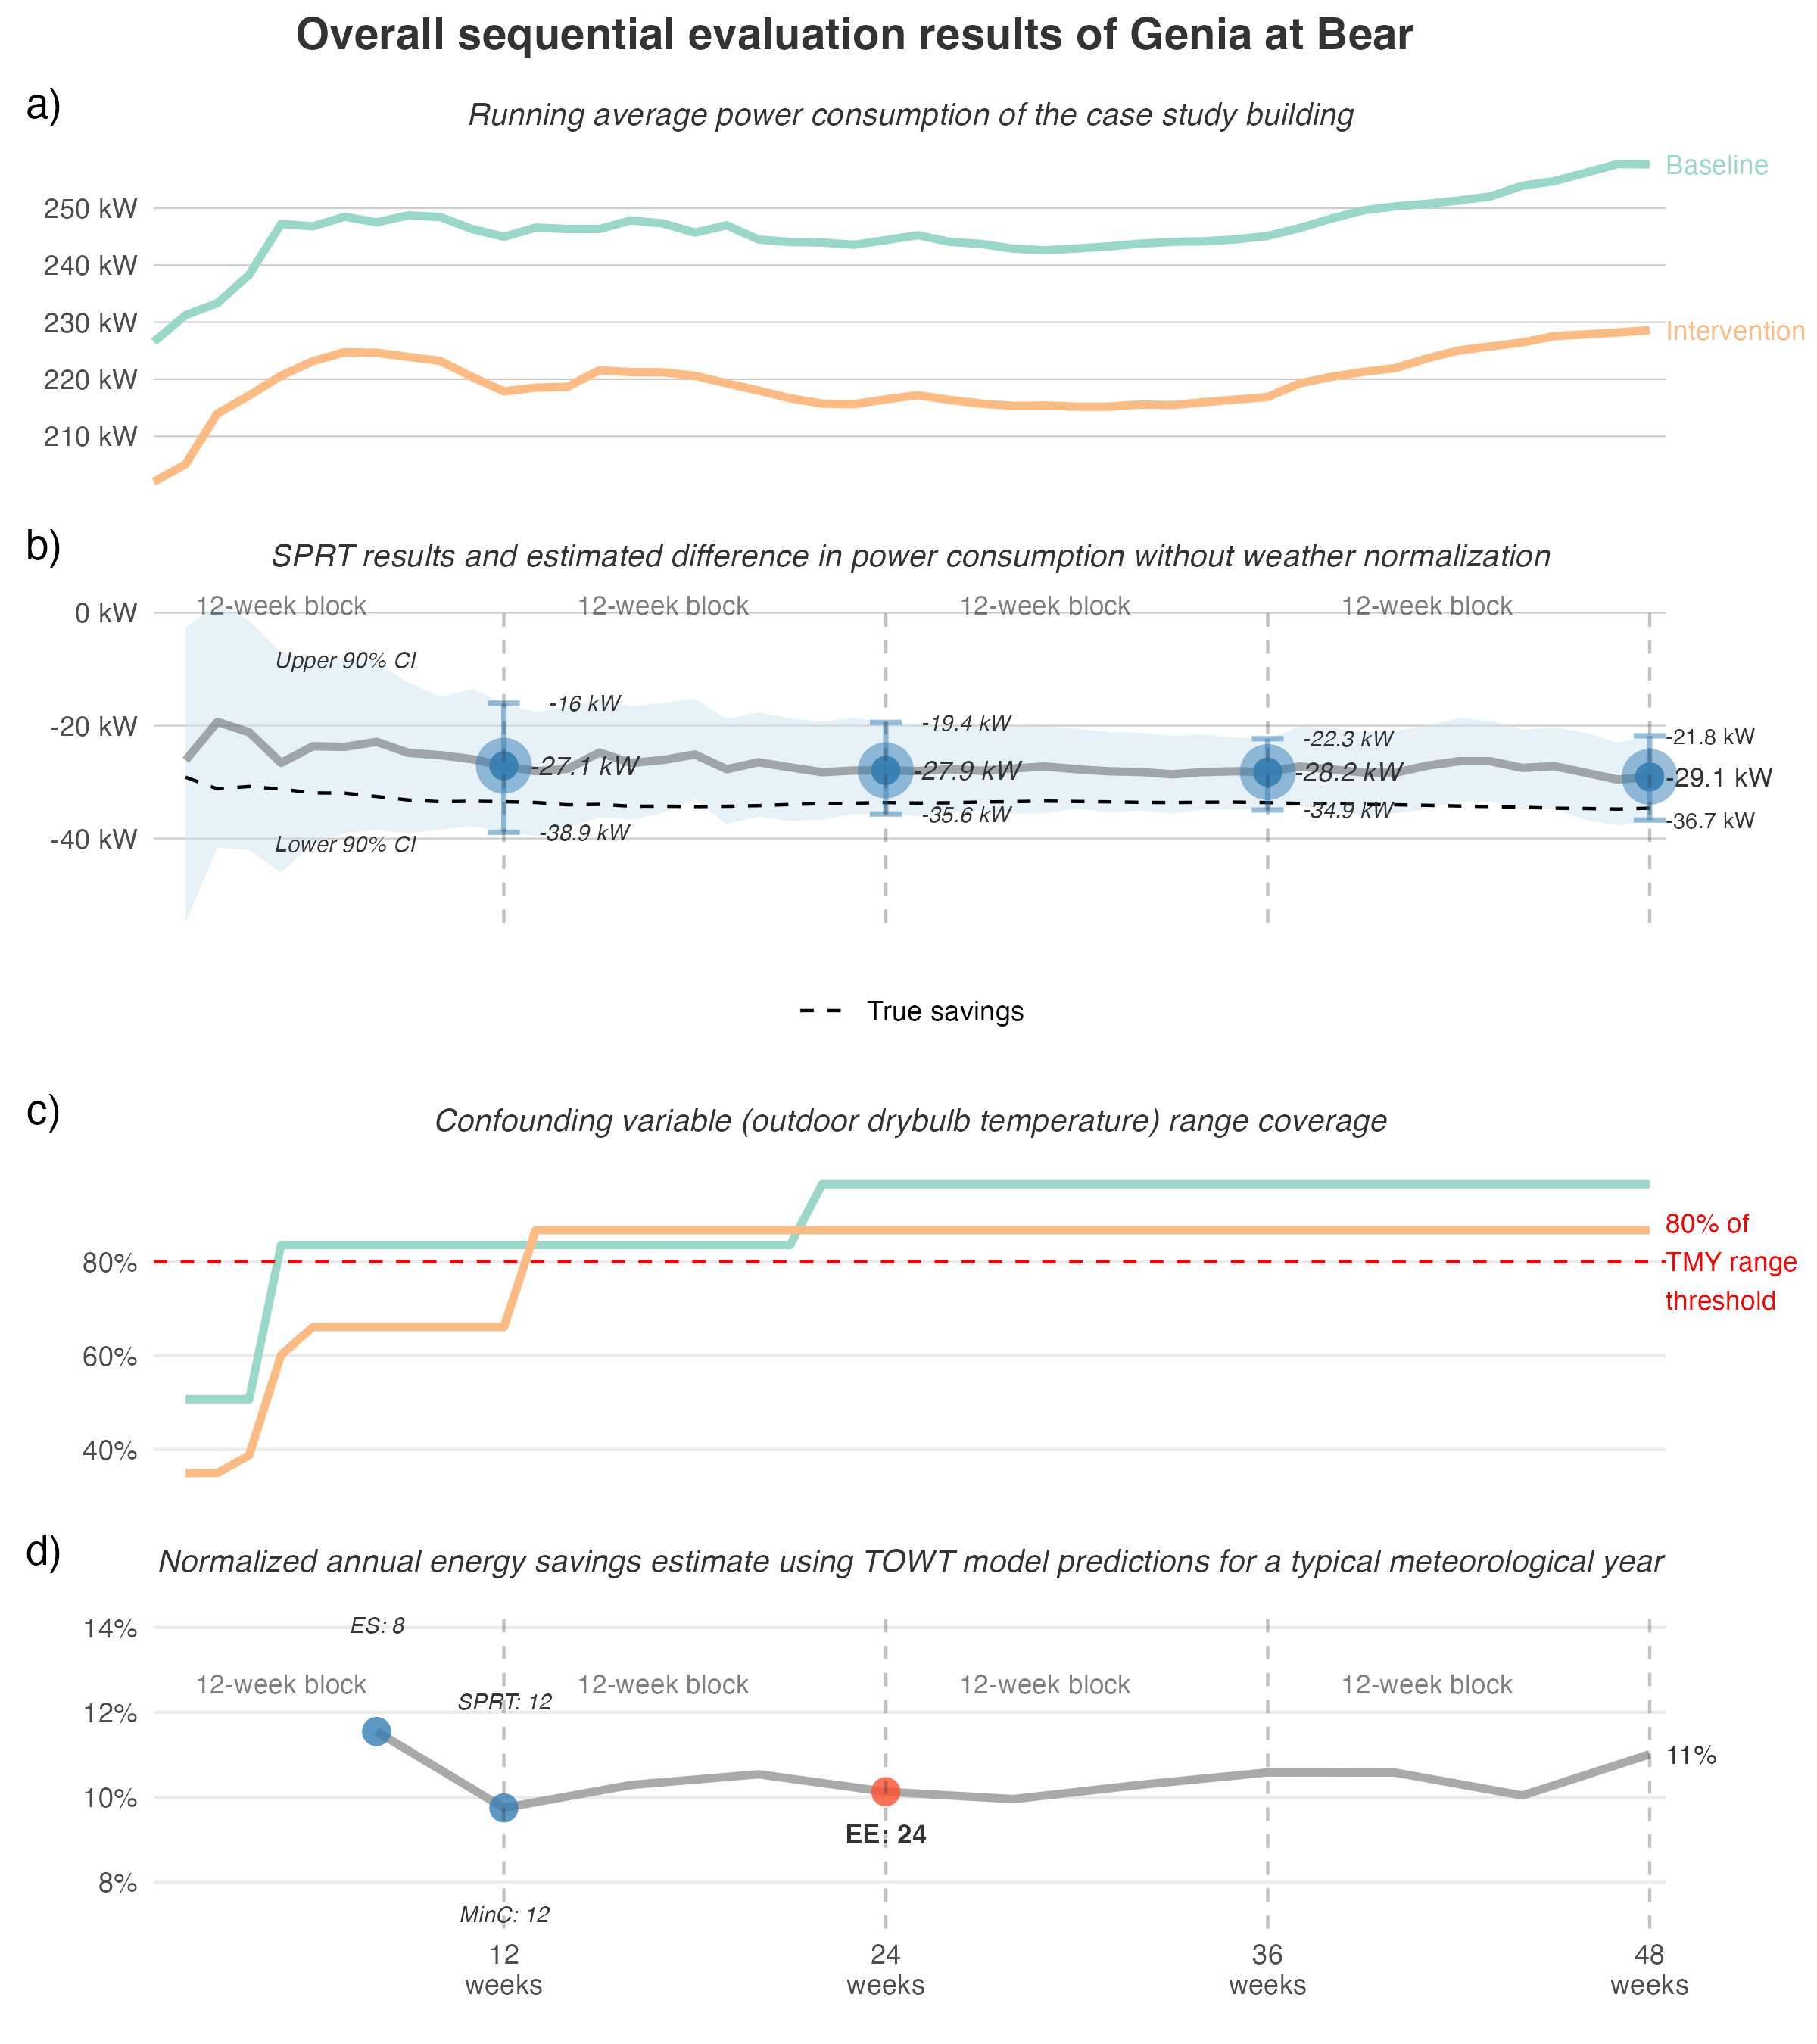 Overall sequential evaluation results of Genia at Bear
a)
Running average power consumption of the case study building
Baseline
250 kW
240 kW
230 kW
Intervention
220 kW
210 kW
b)
SPRT results and estimated difference in power consumption without weather normalization
0 kW
12-week block
12-week block
12-week block
12-week block
Upper 90% CI
-16 kW
-19.4 kW
-22.3 kW
-21.8 kW
-20 kW
-27.1 kW
-27.9 kW
-28.2 kW
-29.1 kW
-38.9 kW
-35.6 kW
-34.9 kW
-36.7 kW
-40 kW
Lower 90% CI
True savings
c)
Confounding variable (outdoor drybulb temperature) range coverage
80% of
TMY range
threshold
80%
60%
40%
d)
Normalized annual energy savings estimate using TOWT model predictions for a typical meteorological year
14%
ES: 8
12-week block
12-week block
12-week block
12-week block
SPRT: 12
12%
11%
10%
EE: 24
8%
MinC: 12
12
weeks
24
weeks
36
weeks
48
weeks